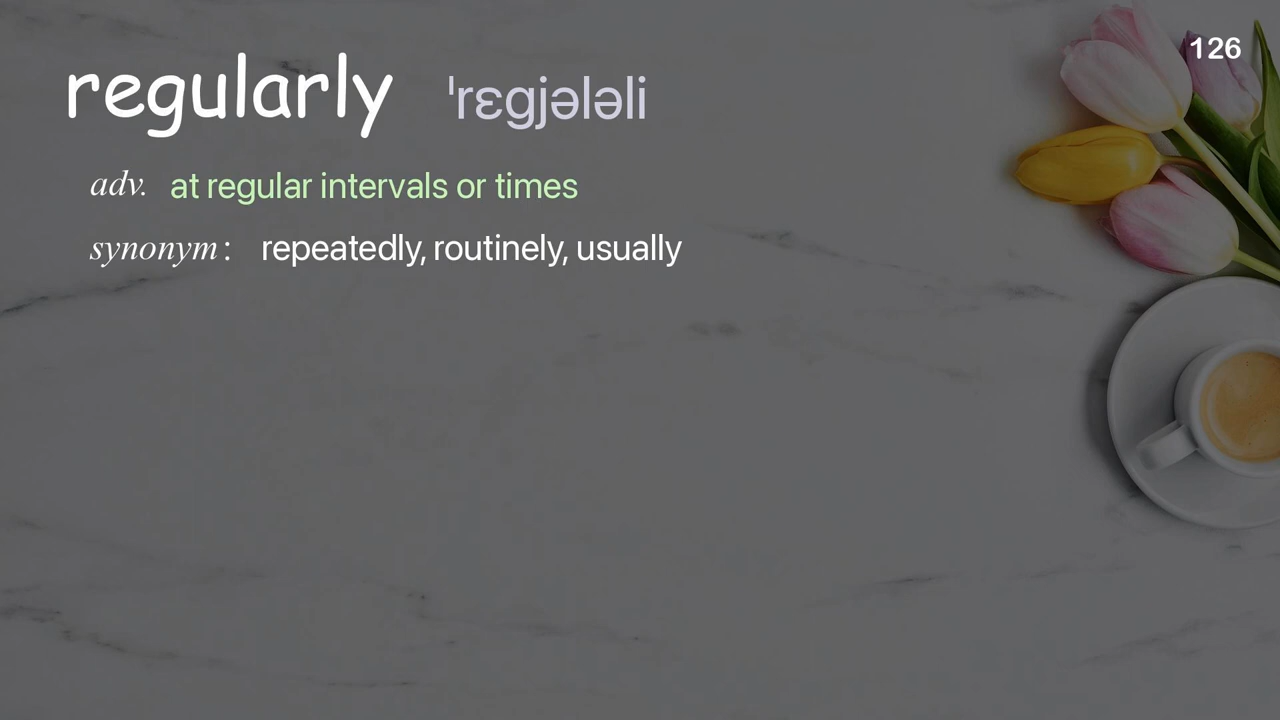 126
regularly ˈrɛgjələli
adv. at regular intervals or times
synonym: repeatedly, routinely, usually